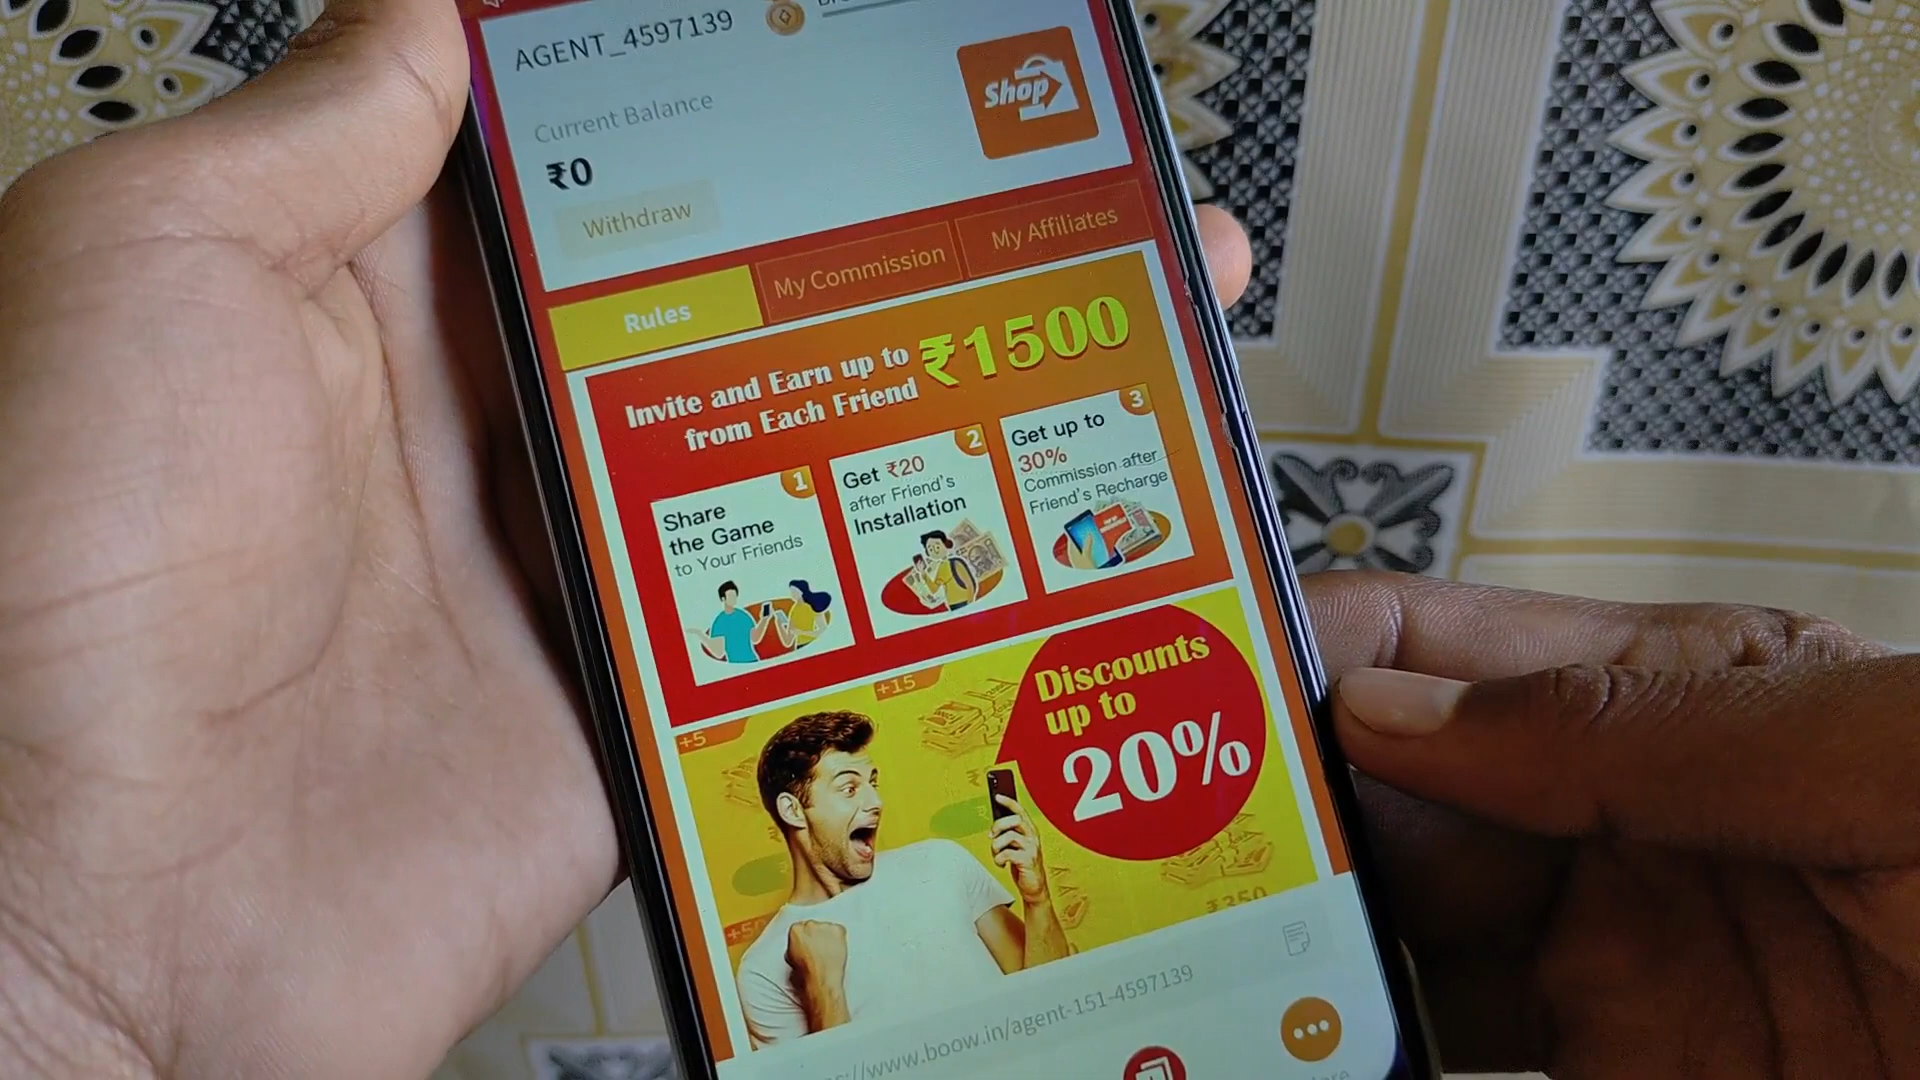 AGENT_4597139
Shop
Current Balance
₹0
Withdraw
Rules
My Commission
My Affiliates
Invite and Earn up to ₹1500
from Each Friend
1
Share
the Game
to Your Friends
2
Get ₹20
after Friend's
Installation
3
Get up to
30%
Commission after
Friend's Recharge
+15
+5
Discounts
up to
20%
₹350
+50
://www.boow.in/agent-151-4597139